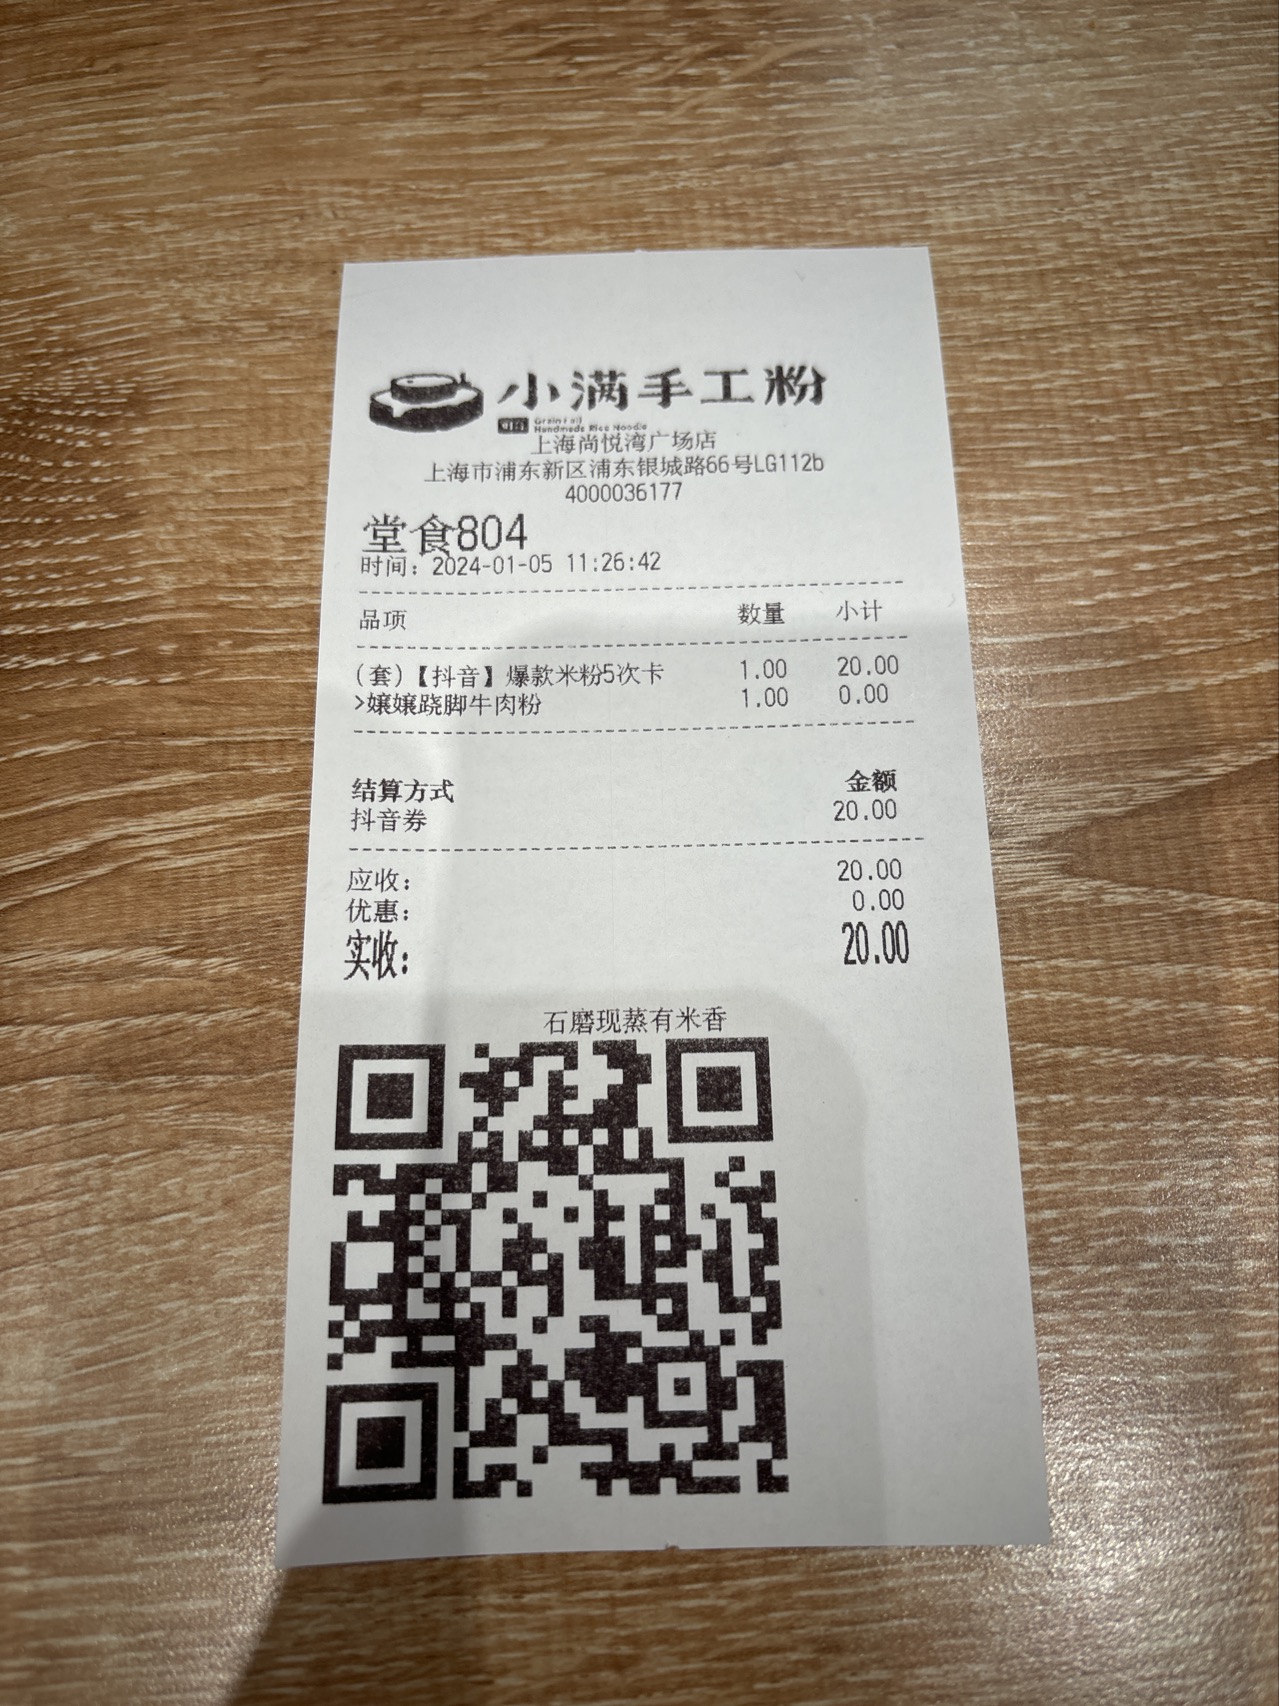 小满手工粉
Grain Full
Handmade Rice Noodle
上海尚悦湾广场店
上海市浦东新区浦东银城路66号LG112b
4000036177
堂食804
时间：2024-01-05 11:26:42
品项 数量 小计
(套)【抖音】爆款米粉5次卡 1.00 20.00
>嬢嬢跷脚牛肉粉 1.00 0.00
结算方式 金额
抖音券 20.00
应收： 20.00
优惠： 0.00
实收： 20.00
石磨现蒸有米香